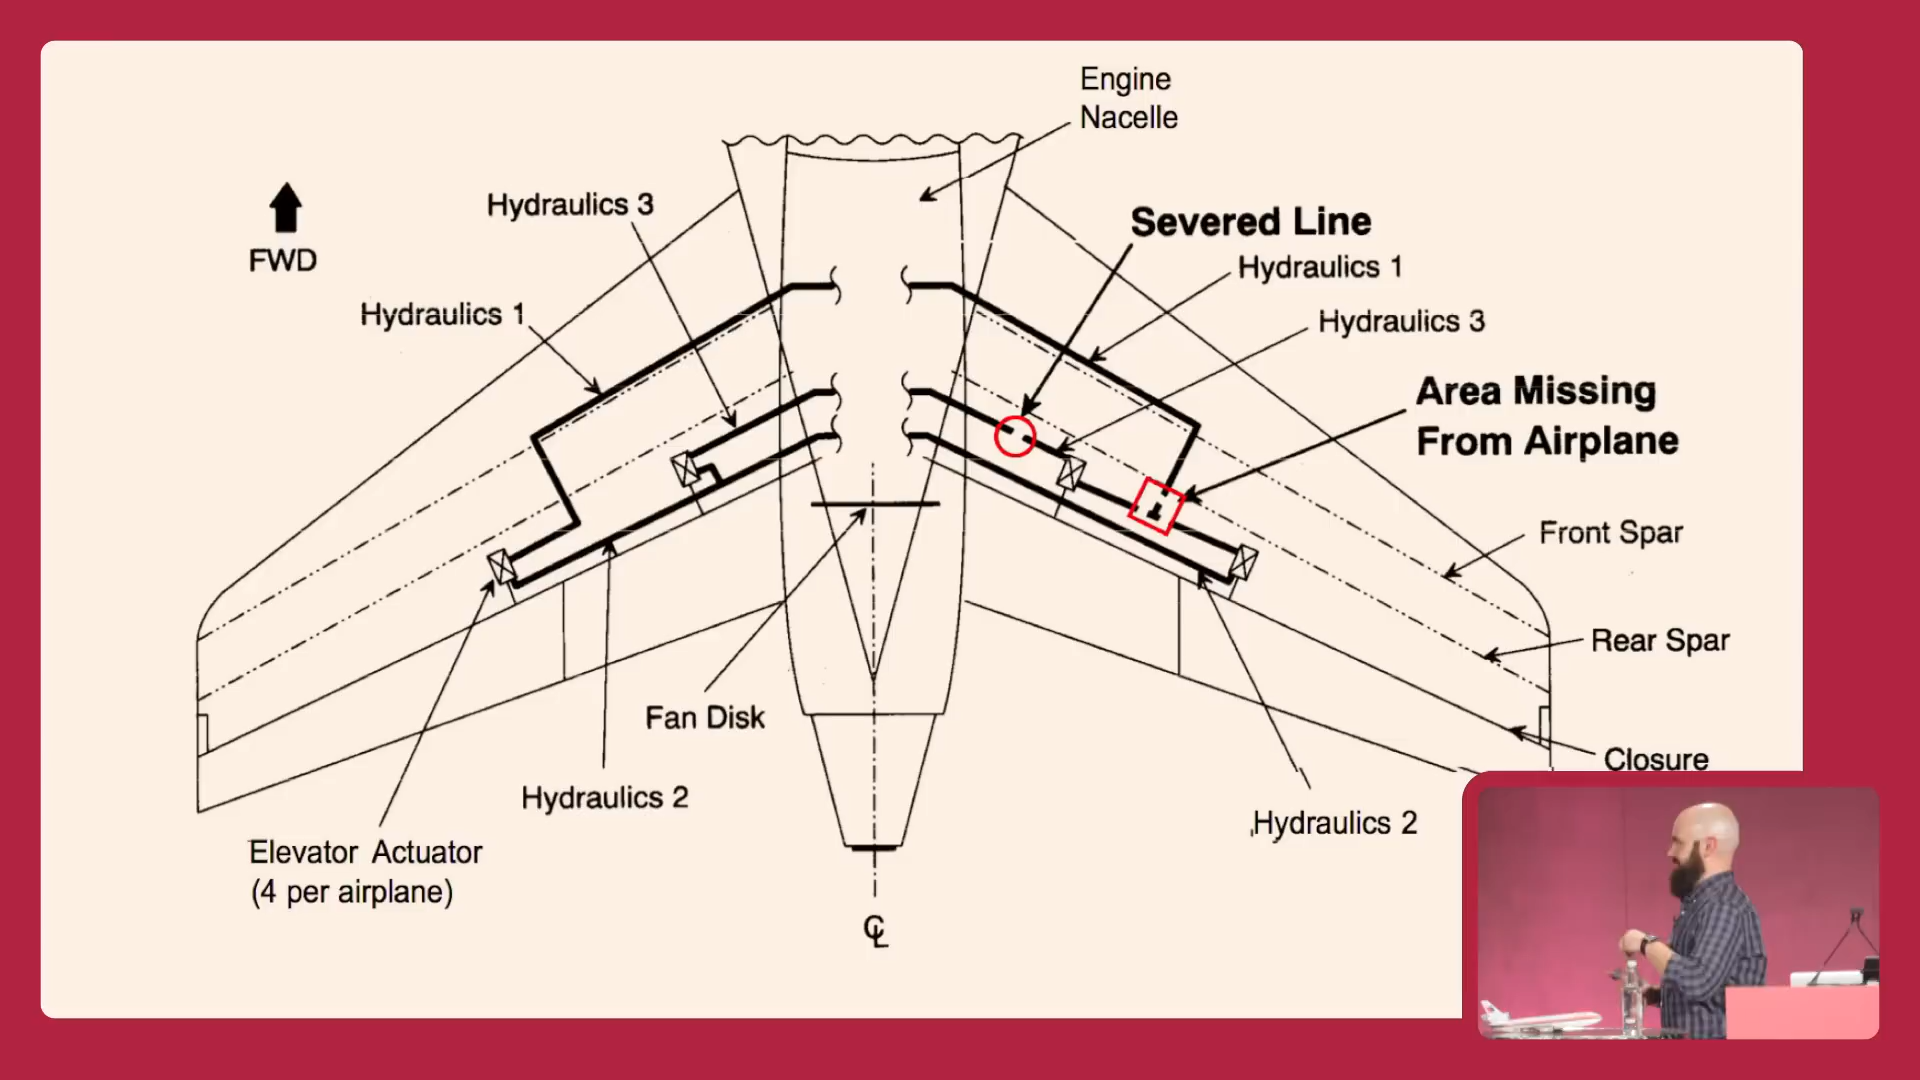 Engine
Nacelle
Hydraulics 3
Severed Line
FWD
Hydraulics 1
Hydraulics 1
Hydraulics 3
Area Missing
From Airplane
Front Spar
Rear Spar
Fan Disk
Closure
Hydraulics 2
Hydraulics 2
Elevator Actuator
(4 per airplane)
℄